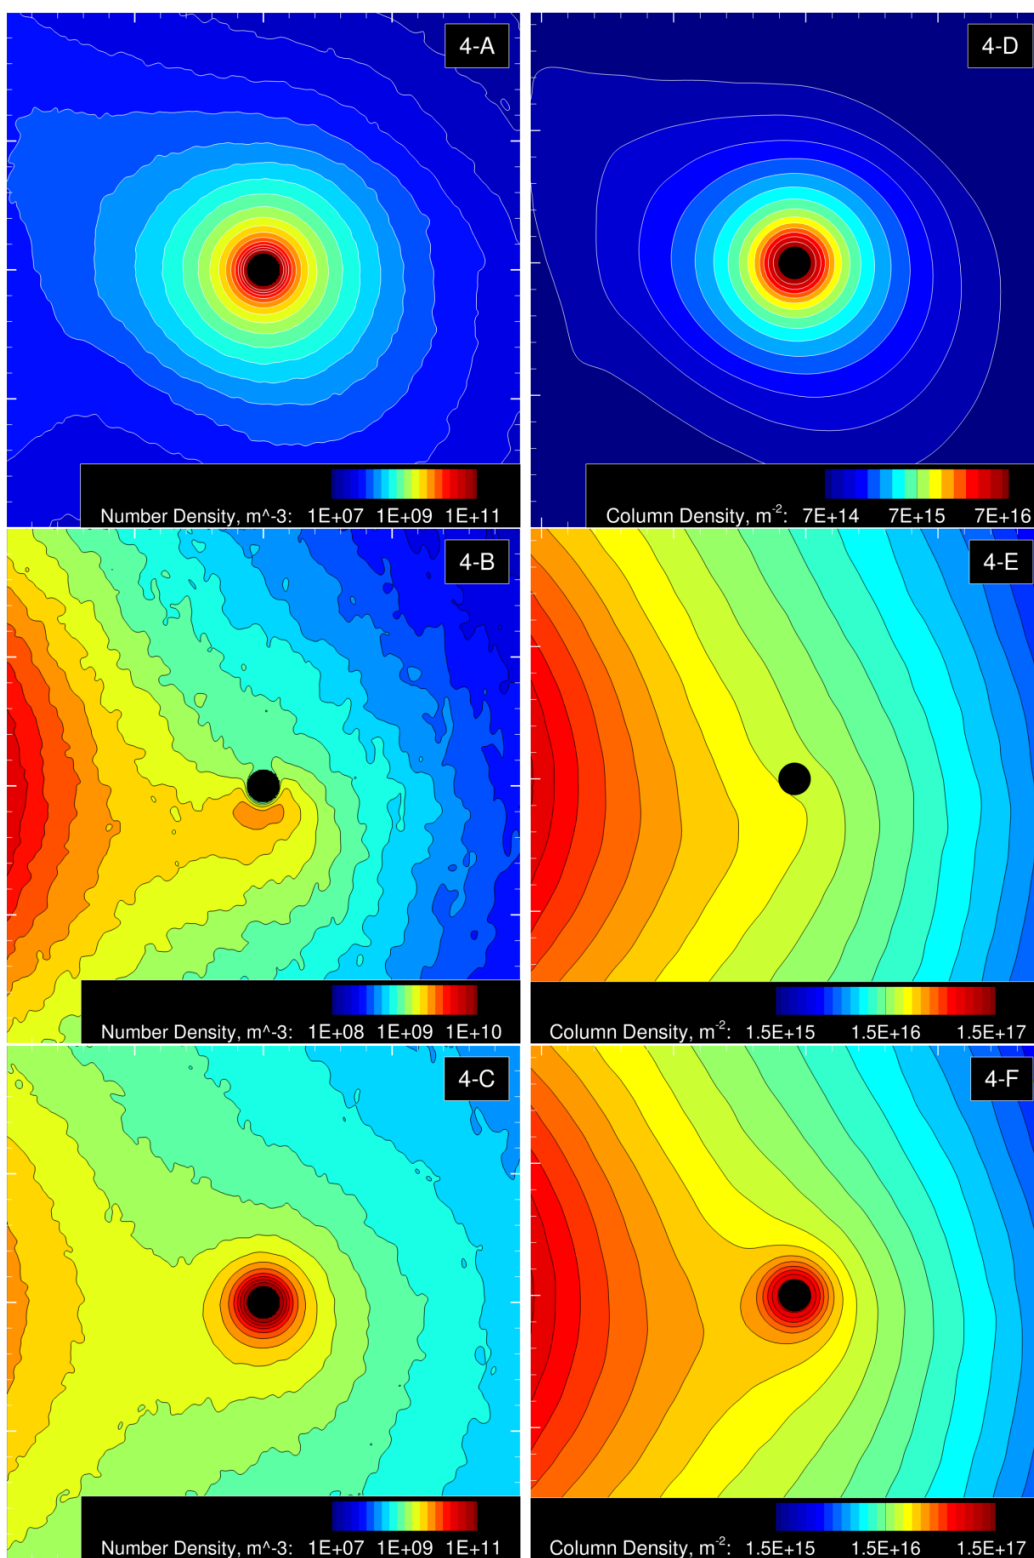 4-A
4-D
Number Density, m^-3: 1E+07 1E+09 1E+11
Column Density, m⁻²: 7E+14 7E+15 7E+16
4-B
4-E
Number Density, m^-3: 1E+08 1E+09 1E+10
Column Density, m⁻²: 1.5E+15 1.5E+16 1.5E+17
4-C
4-F
Number Density, m^-3: 1E+07 1E+09 1E+11
Column Density, m⁻²: 1.5E+15 1.5E+16 1.5E+17